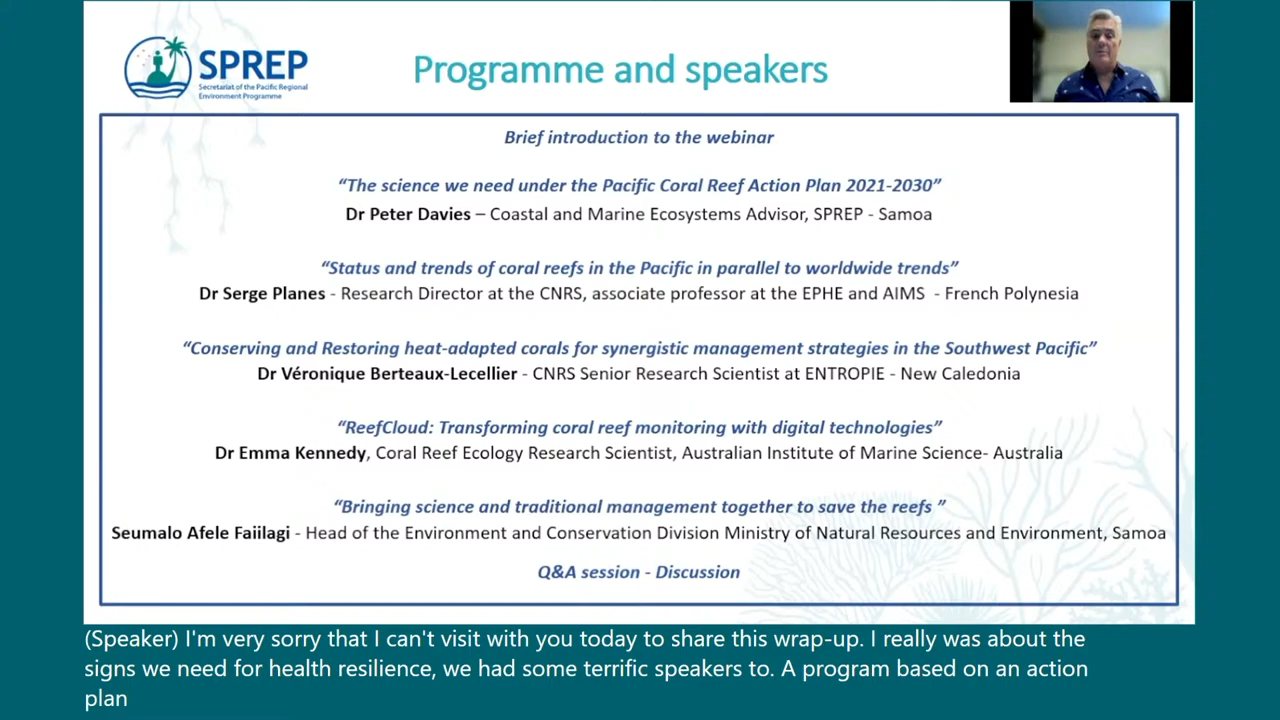 SPREP
Secretariat of the Pacific Regional
Environment Programme
Programme and speakers
Brief introduction to the webinar
“The science we need under the Pacific Coral Reef Action Plan 2021-2030”
Dr Peter Davies – Coastal and Marine Ecosystems Advisor, SPREP - Samoa
“Status and trends of coral reefs in the Pacific in parallel to worldwide trends”
Dr Serge Planes - Research Director at the CNRS, associate professor at the EPHE and AIMS - French Polynesia
“Conserving and Restoring heat-adapted corals for synergistic management strategies in the Southwest Pacific”
Dr Véronique Berteaux-Lecellier - CNRS Senior Research Scientist at ENTROPIE - New Caledonia
“ReefCloud: Transforming coral reef monitoring with digital technologies”
Dr Emma Kennedy, Coral Reef Ecology Research Scientist, Australian Institute of Marine Science- Australia
“Bringing science and traditional management together to save the reefs ”
Seumalo Afele Faiilagi - Head of the Environment and Conservation Division Ministry of Natural Resources and Environment, Samoa
Q&A session - Discussion
(Speaker) I'm very sorry that I can't visit with you today to share this wrap-up. I really was about the
signs we need for health resilience, we had some terrific speakers to. A program based on an action
plan